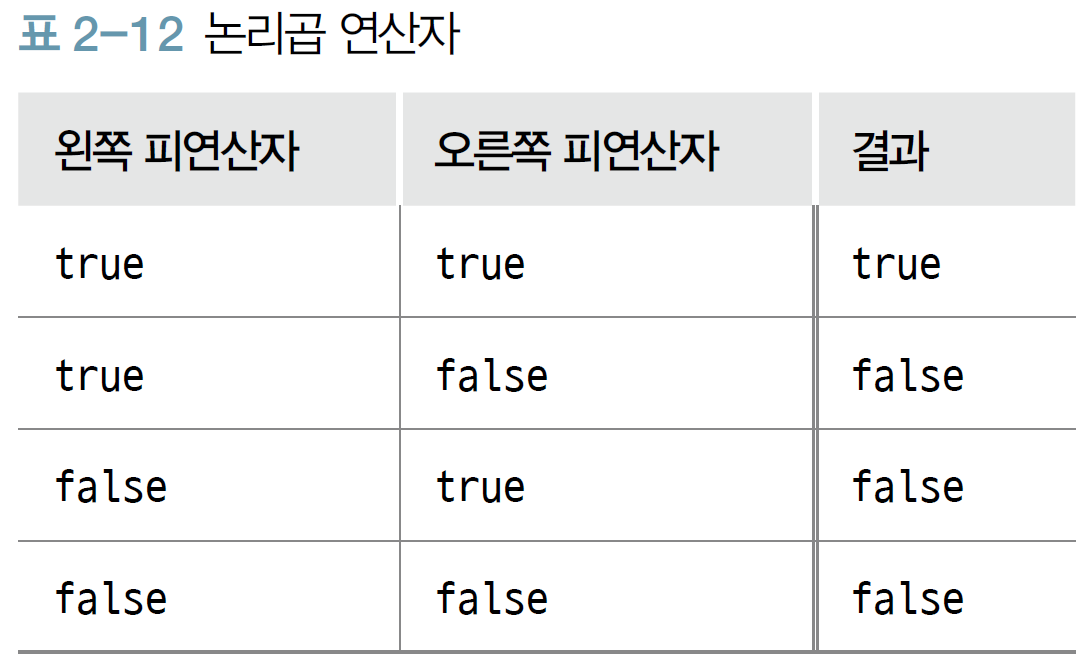 표 2-12 논리곱 연산자
왼쪽 피연산자 오른쪽 피연산자 결과
true true true
true false false
false true false
false false false